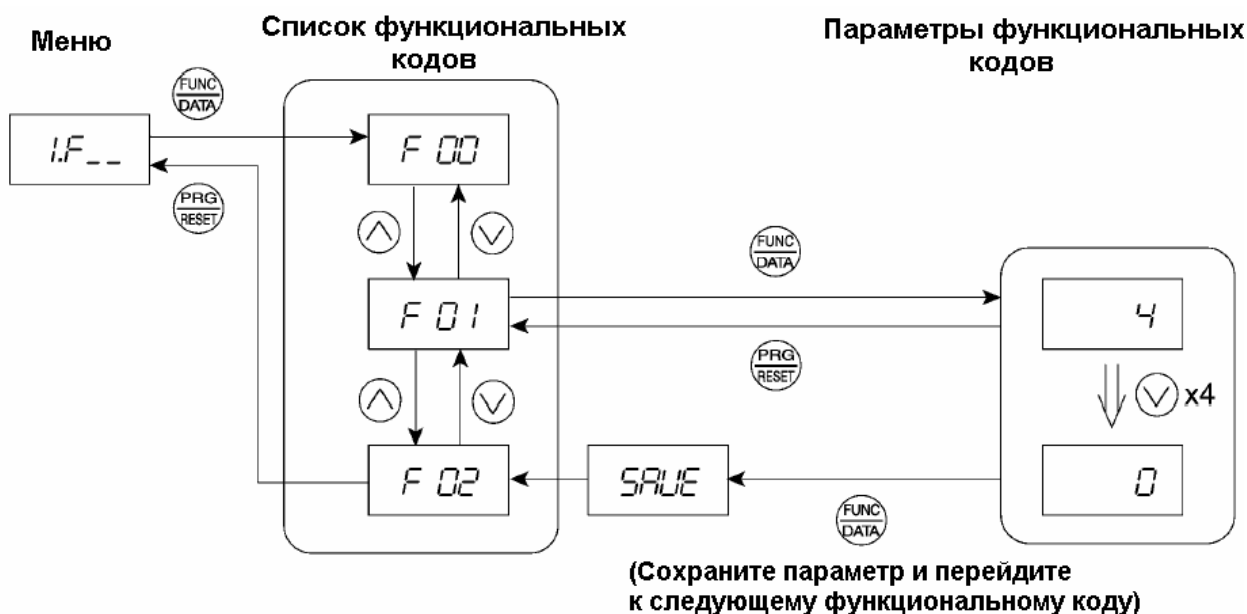 Меню
Список функциональных
кодов
Параметры функциональных
кодов
FUNC
DATA
1.F__
F 00
PRG
RESET
FUNC
DATA
F 01
4
PRG
RESET
x4
F 02
SAVE
0
FUNC
DATA
(Сохраните параметр и перейдите
к следующему функциональному коду)